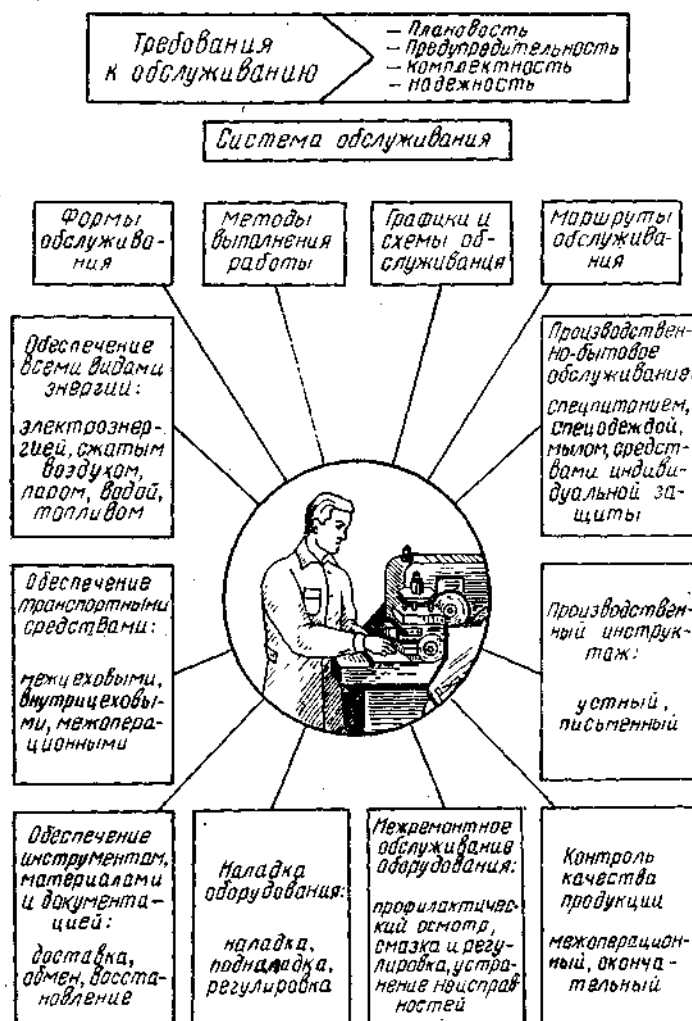 Требования
к обслуживанию
— Плановость
— Предупредительность
— комплектность
— надежность
Система обслуживания
Формы
обслужива-
ния
Методы
выполнения
работы
Графики и
схемы об-
служивания
Маршруты
обслужива-
ния
Обеспечение
всеми видами
энергии:
электроэнер-
гией, сжатым
воздухом,
паром, водой,
топливом
Производствен-
но-бытовое
обслуживание:
спецпитанием,
спецодеждой,
мылом, средст-
вами индиви-
дуальной за-
щиты
Обеспечение
транспортными
средствами:
межцеховыми,
внутрицеховы-
ми, межопера-
ционными
Производствен-
ный инструк-
таж:
устный,
письменный
Обеспечение
инструментам,
материалами
и документа-
цией:
доставка,
обмен, восста-
новление
Наладка
оборудования:
наладка,
подналадка,
регулировка
Межремонтное
обслуживание
оборудования:
профилактичес-
кий осмотр,
смазка и регу-
лировка, устра-
нение неисправ-
ностей
Контроль
качества
продукции
межоперацион-
ный, оконча-
тельный